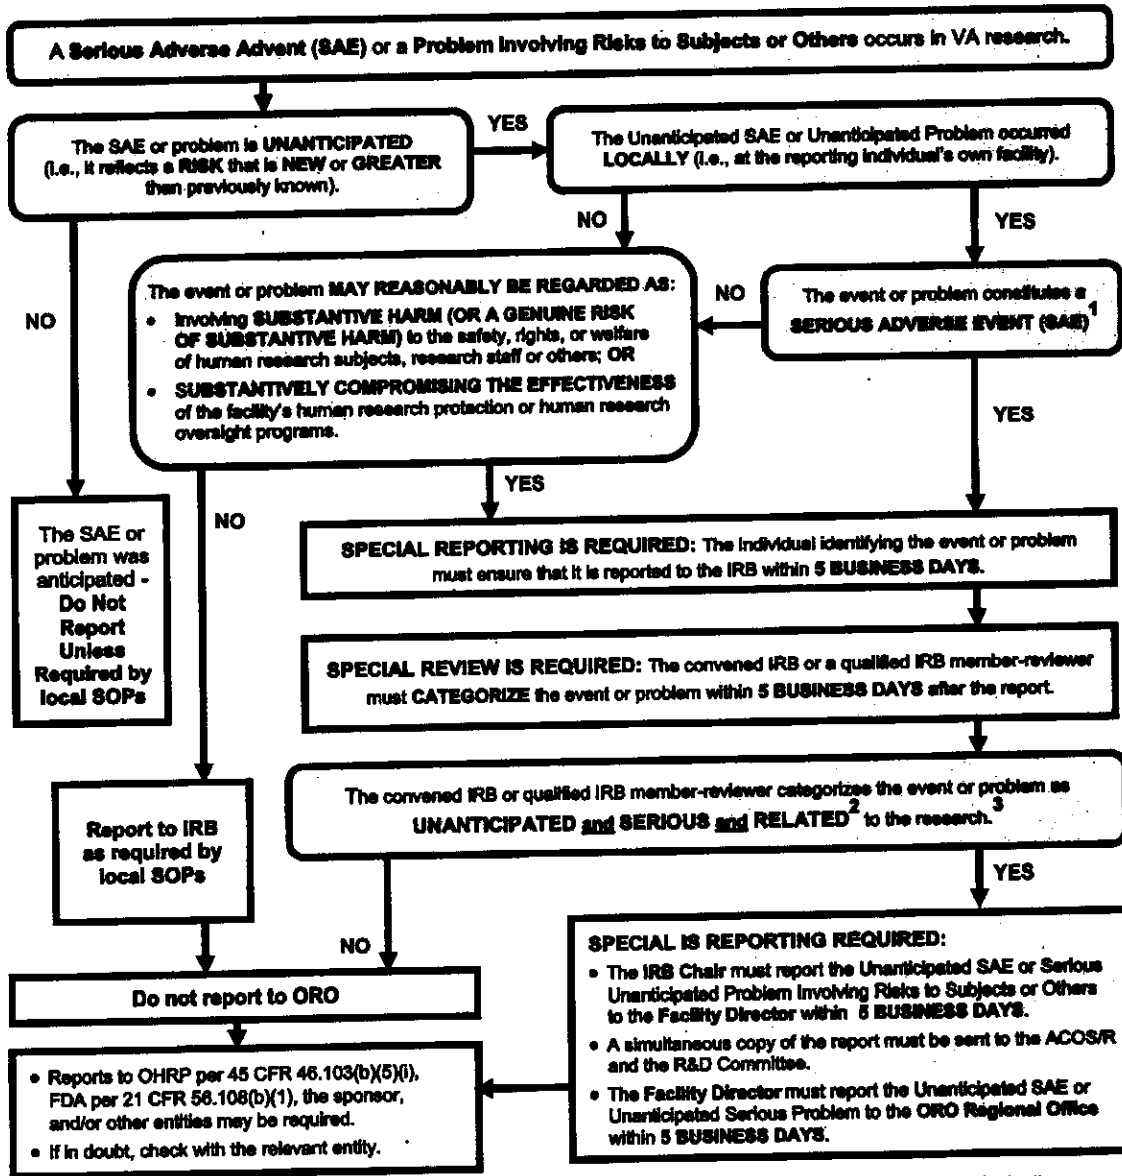 A Serious Adverse Advent (SAE) or a Problem Involving Risks to Subjects or Others occurs in VA research.
The SAE or problem is UNANTICIPATED
(i.e., it reflects a RISK that is NEW or GREATER
than previously known).
YES
The Unanticipated SAE or Unanticipated Problem occurred
LOCALLY (i.e., at the reporting individual's own facility).
NO
YES
NO
The event or problem MAY REASONABLY BE REGARDED AS:
• Involving SUBSTANTIVE HARM (OR A GENUINE RISK
OF SUBSTANTIVE HARM) to the safety, rights, or welfare
of human research subjects, research staff or others; OR
• SUBSTANTIVELY COMPROMISING THE EFFECTIVENESS
of the facility's human research protection or human research
oversight programs.
NO
The event or problem constitutes a
SERIOUS ADVERSE EVENT (SAE)1
YES
NO
YES
The SAE or
problem was
anticipated -
Do Not
Report
Unless
Required by
local SOPs
SPECIAL REPORTING IS REQUIRED: The individual identifying the event or problem
must ensure that it is reported to the IRB within 5 BUSINESS DAYS.
SPECIAL REVIEW IS REQUIRED: The convened IRB or a qualified IRB member-reviewer
must CATEGORIZE the event or problem within 5 BUSINESS DAYS after the report.
The convened IRB or qualified IRB member-reviewer categorizes the event or problem as
UNANTICIPATED and SERIOUS and RELATED2 to the research.3
Report to IRB
as required by
local SOPs
NO
YES
Do not report to ORO
SPECIAL IS REPORTING REQUIRED:
• The IRB Chair must report the Unanticipated SAE or Serious
Unanticipated Problem Involving Risks to Subjects or Others
to the Facility Director within 5 BUSINESS DAYS.
• A simultaneous copy of the report must be sent to the ACOS/R
and the R&D Committee.
• The Facility Director must report the Unanticipated SAE or
Unanticipated Serious Problem to the ORO Regional Office
within 5 BUSINESS DAYS.
• Reports to OHRP per 45 CFR 46.103(b)(5)(i),
FDA per 21 CFR 56.108(b)(1), the sponsor,
and/or other entities may be required.
• If in doubt, check with the relevant entity.